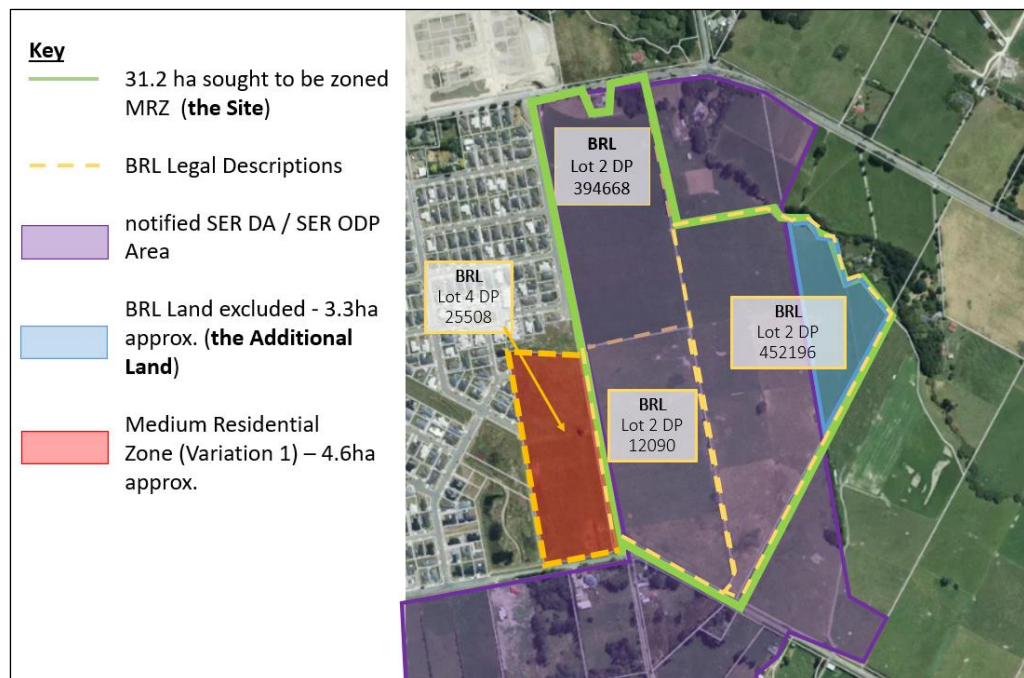 Key
31.2 ha sought to be zoned
MRZ (the Site)
BRL Legal Descriptions
notified SER DA / SER ODP
Area
BRL Land excluded - 3.3ha
approx. (the Additional
Land)
Medium Residential
Zone (Variation 1) – 4.6ha
approx.
BRL
Lot 2 DP
394668
BRL
Lot 4 DP
25508
BRL
Lot 2 DP
452196
BRL
Lot 2 DP
12090